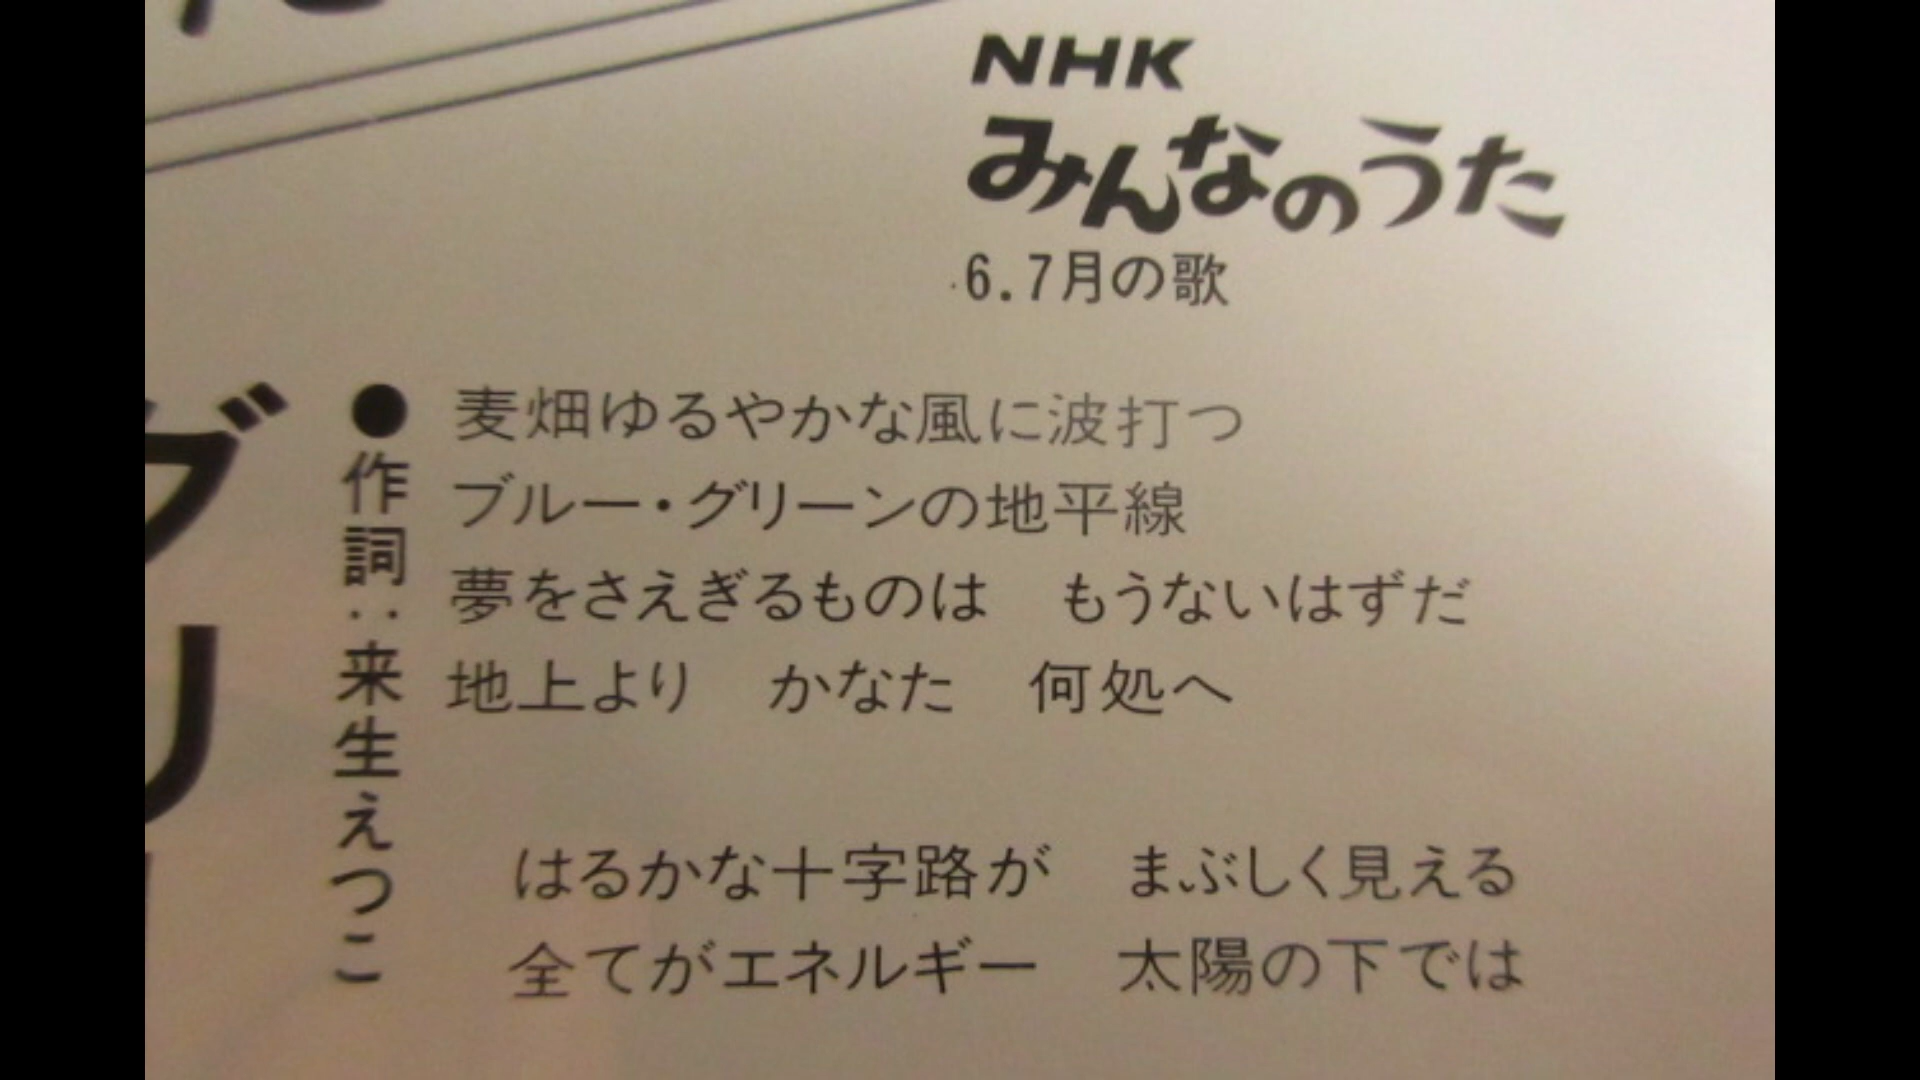 NHK
みんなのうた
6.7月の歌
グリ
●作詞:来生えつこ
麦畑ゆるやかな風に波打つ
ブルー・グリーンの地平線
夢をさえぎるものは　もうないはずだ
地上より　かなた　何処へ
はるかな十字路が　まぶしく見える
全てがエネルギー　太陽の下では